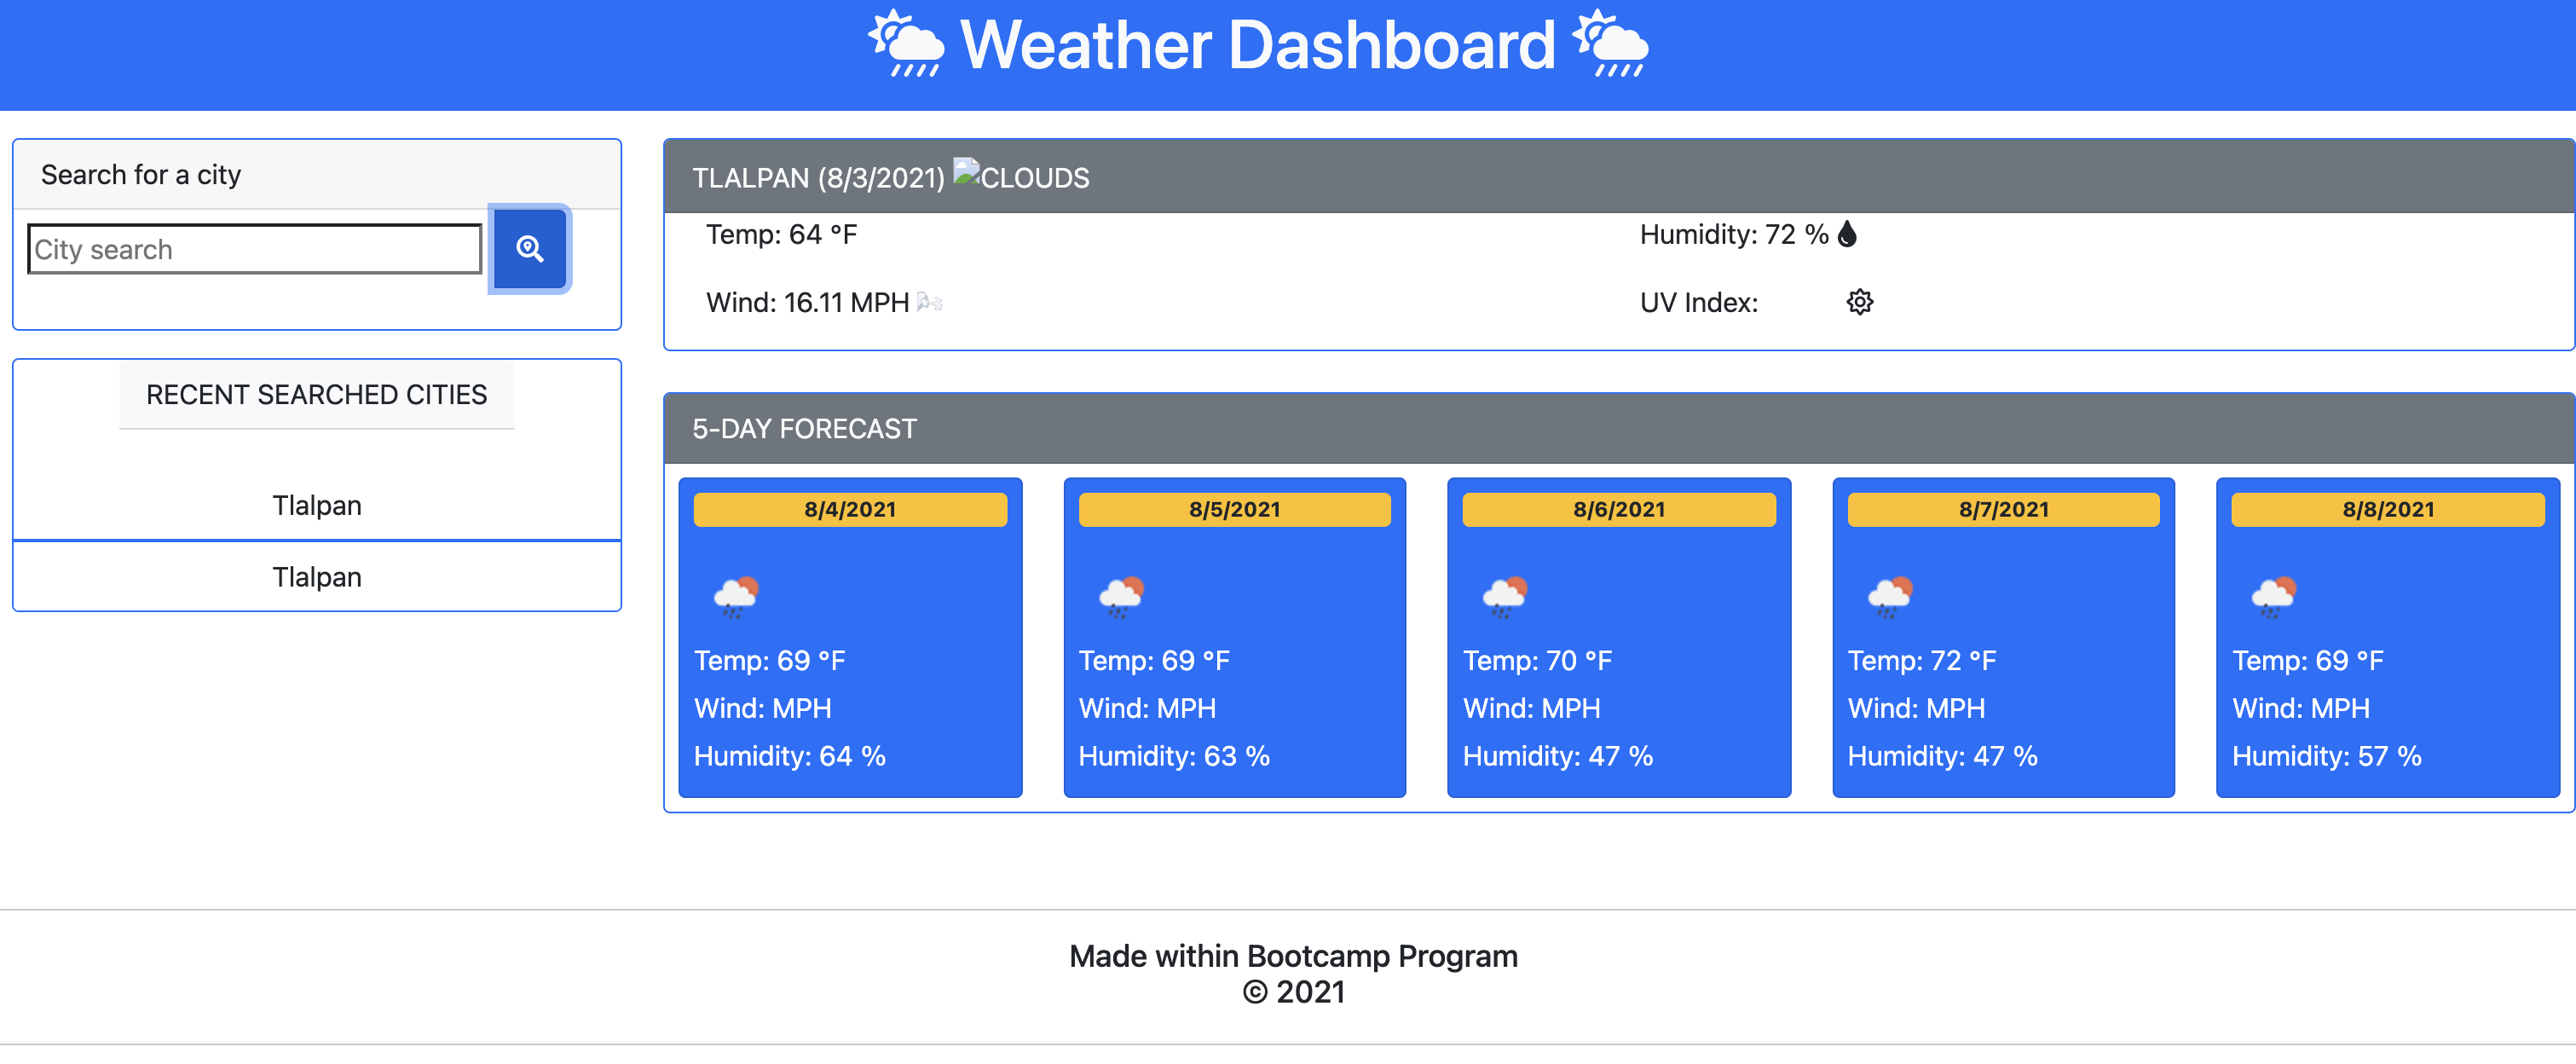 Weather Dashboard
Search for a city
City search
RECENT SEARCHED CITIES
Tlalpan
Tlalpan
TLALPAN (8/3/2021) CLOUDS
Temp: 64 °F
Humidity: 72 %
Wind: 16.11 MPH
UV Index:
5-DAY FORECAST
8/4/2021
Temp: 69 °F
Wind: MPH
Humidity: 64 %
8/5/2021
Temp: 69 °F
Wind: MPH
Humidity: 63 %
8/6/2021
Temp: 70 °F
Wind: MPH
Humidity: 47 %
8/7/2021
Temp: 72 °F
Wind: MPH
Humidity: 47 %
8/8/2021
Temp: 69 °F
Wind: MPH
Humidity: 57 %
Made within Bootcamp Program
© 2021